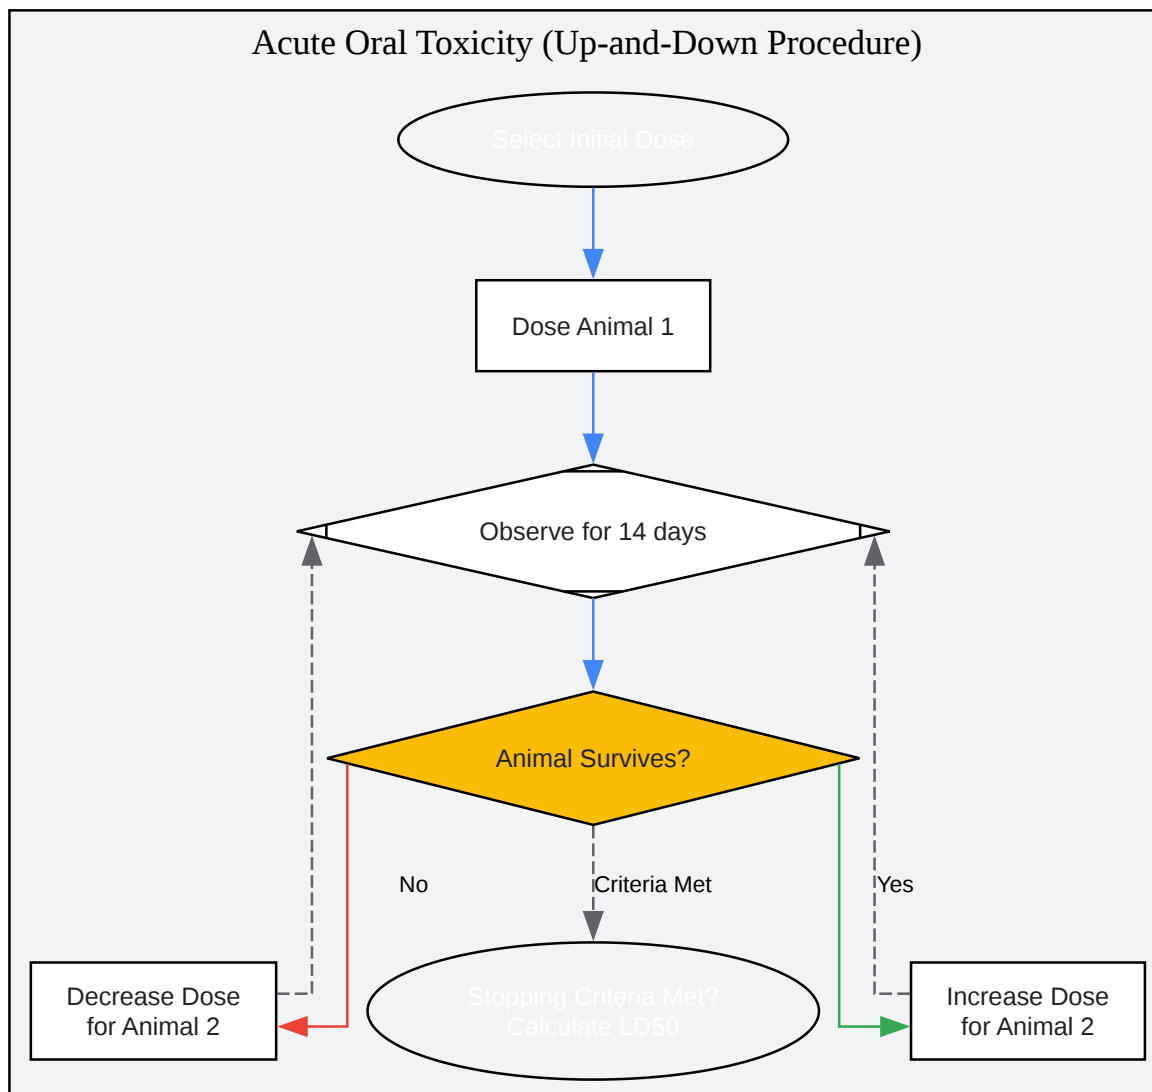 Acute Oral Toxicity (Up-and-Down Procedure)
Select Initial Dose
Dose Animal 1
Observe for 14 days
Animal Survives?
No
Criteria Met
Yes
Decrease Dose
for Animal 2
Stopping Criteria Met?
Calculate LD50
Increase Dose
for Animal 2